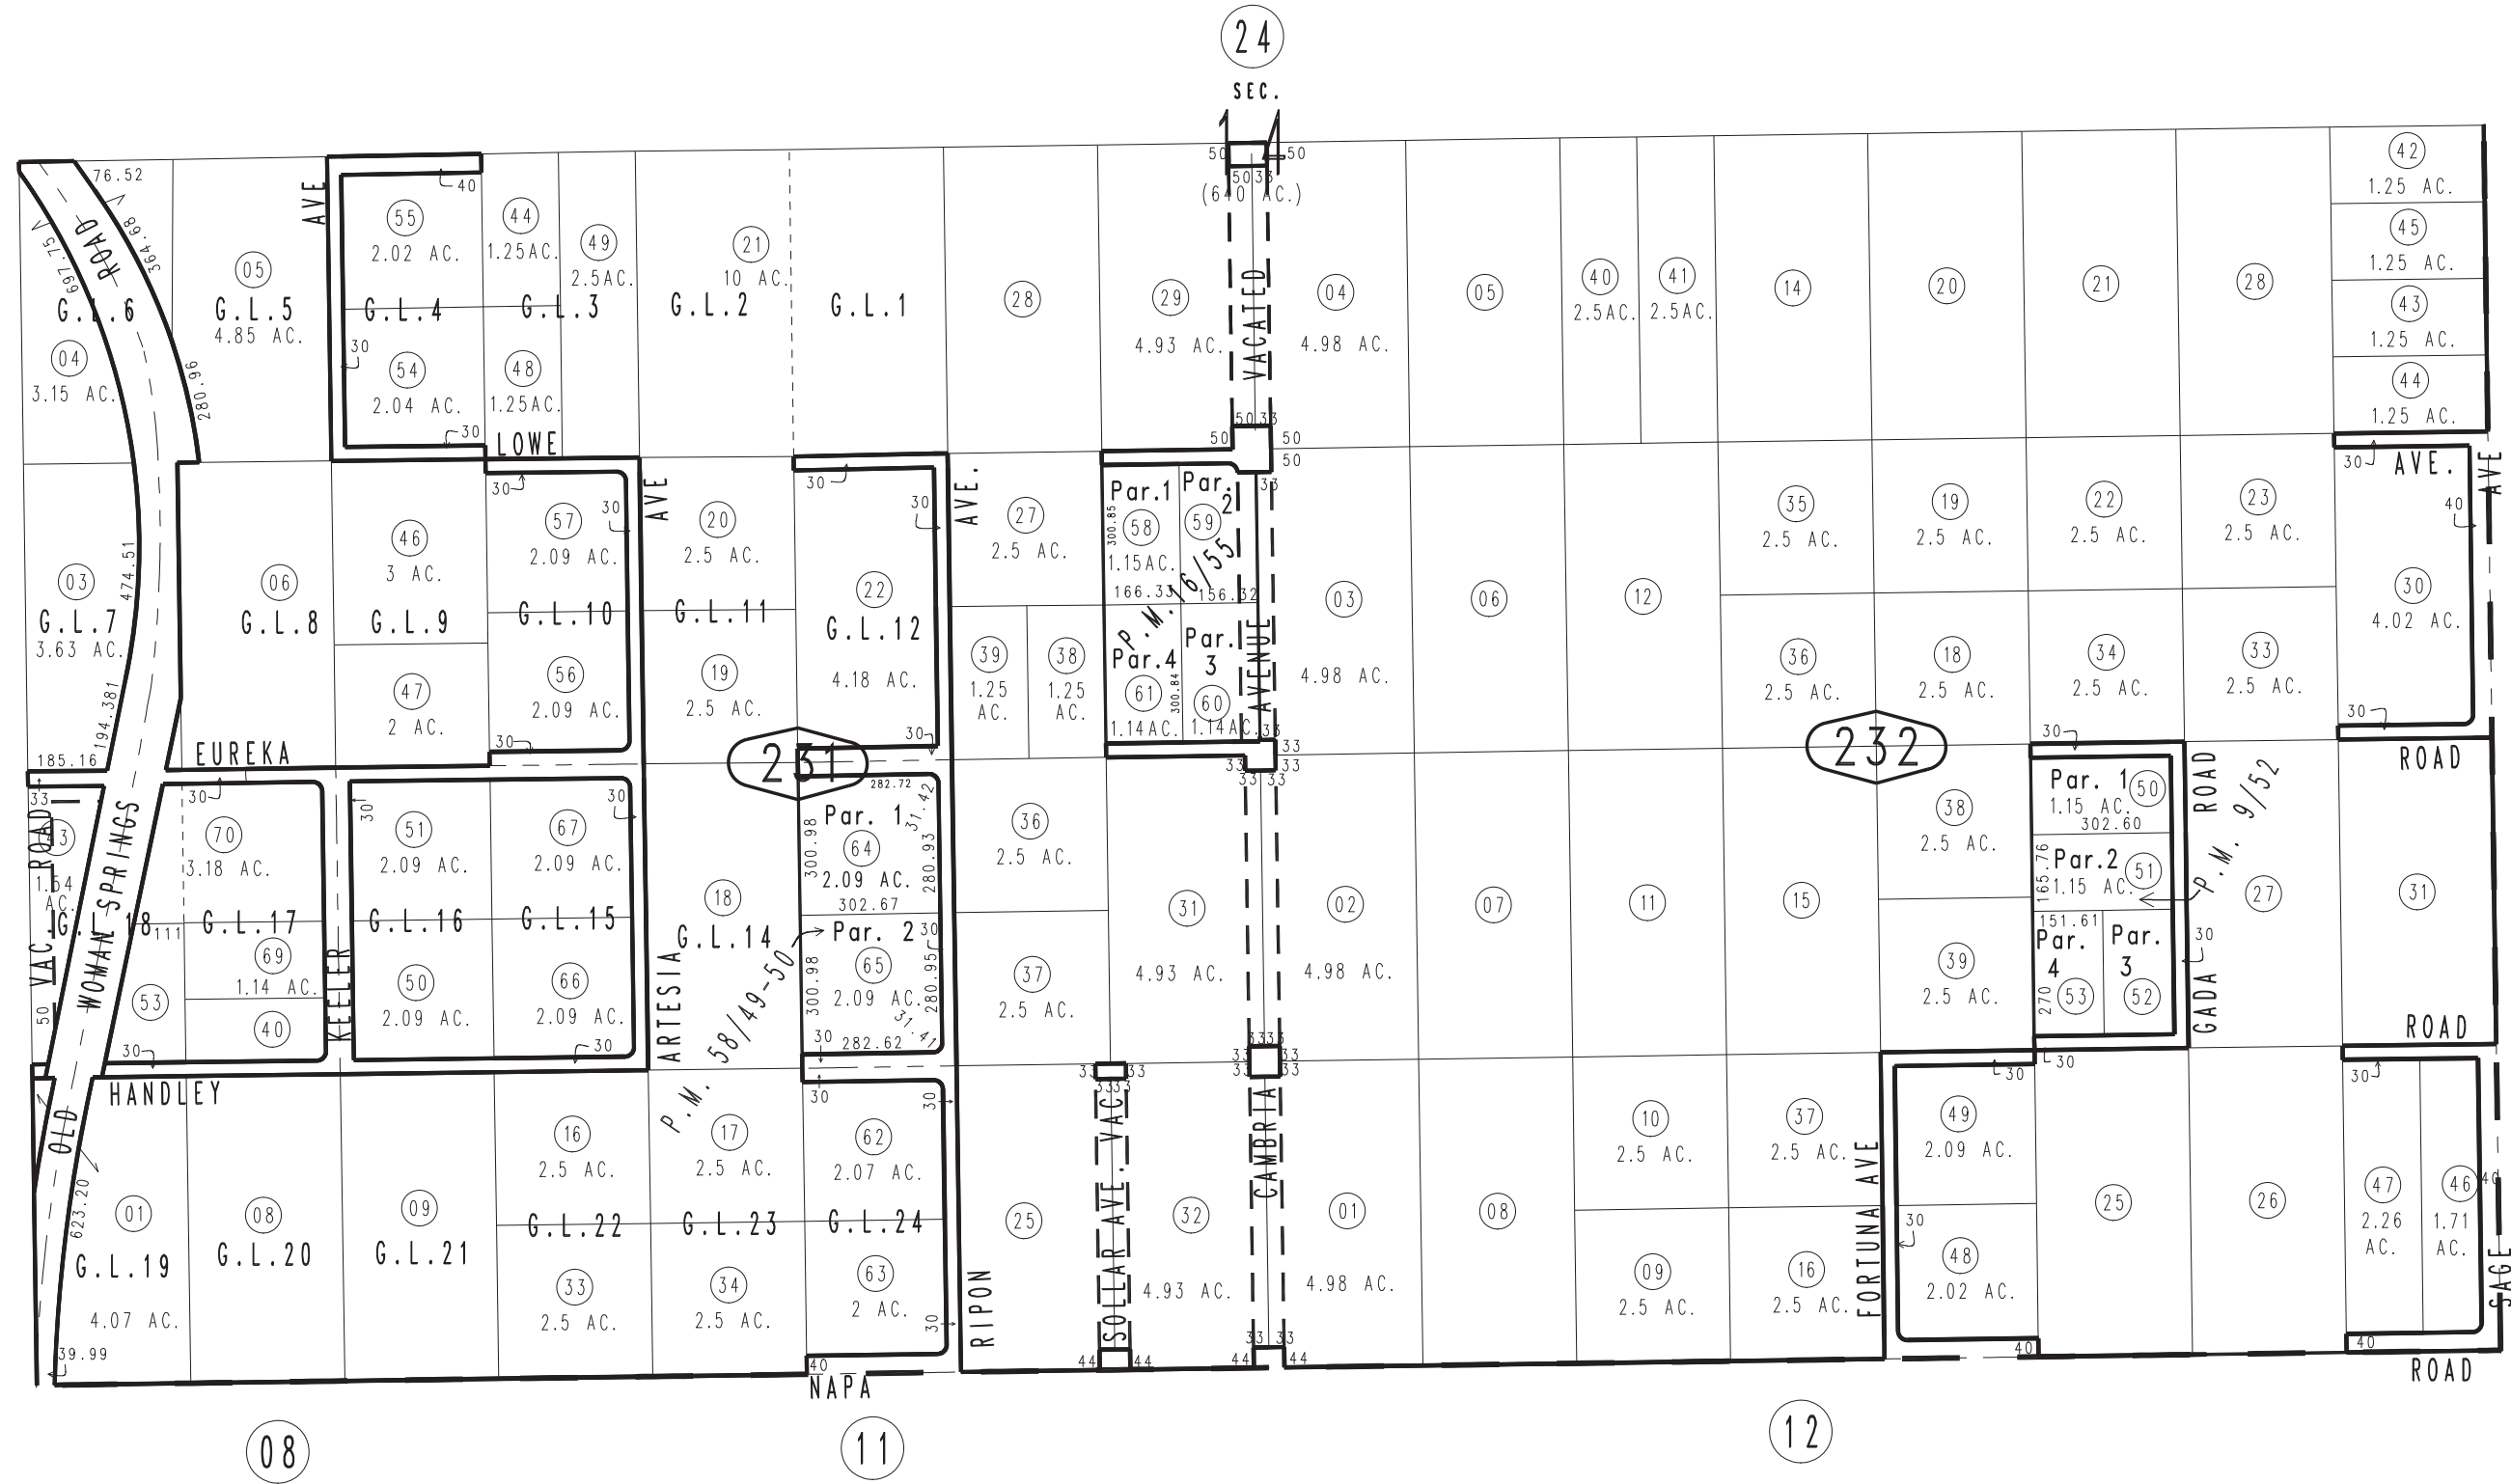 24
SEC.
14
(640 AC.)
50
50
50 33
76.52
697.75
364.68
ROAD
G.L.6
04
3.15 AC.
280.96
05
G.L.5
4.85 AC.
AVE
40
55
2.02 AC.
G.L.4
30
54
2.04 AC.
30
44
1.25AC.
G.L.3
48
1.25AC.
49
2.5AC.
LOWE
21
10 AC.
G.L.2
G.L.1
28
29
4.93 AC.
VACATED
50 33
50
50
50
04
4.98 AC.
05
40
2.5AC.
41
2.5AC.
14
20
21
28
42
1.25 AC.
45
1.25 AC.
43
1.25 AC.
44
1.25 AC.
30
AVE.
AVE
03
G.L.7
3.63 AC.
474.51
194.381
185.16
06
G.L.8
46
3 AC.
G.L.9
47
2 AC.
30
30
57
2.09 AC.
G.L.10
56
2.09 AC.
30
AVE
20
2.5 AC.
G.L.11
19
2.5 AC.
30
30
22
G.L.12
4.18 AC.
30
AVE.
27
2.5 AC.
39
1.25
AC.
38
1.25
AC.
Par.1
300.85
58
1.15AC.
166.33
Par.
2
59
156.32
P.M. 16/55
Par.4
61
300.84
1.14AC.
Par.
3
60
1.14AC.
AVENUE
33
33
33
33
33
33 33
03
4.98 AC.
06
12
35
2.5 AC.
36
2.5 AC.
19
2.5 AC.
18
2.5 AC.
22
2.5 AC.
34
2.5 AC.
23
2.5 AC.
33
2.5 AC.
40
30
4.02 AC.
30
EUREKA
231
232
ROAD
33
VAC. ROAD
43
1.54
AC.
G.L.18
50
WOMAN SPRINGS
111
53
30
70
3.18 AC.
G.L.17
69
1.14 AC.
40
30
KEELER
30
51
2.09 AC.
G.L.16
50
2.09 AC.
30
67
2.09 AC.
G.L.15
66
2.09 AC.
30
ARTESIA
18
G.L.14
P.M. 58/49-50
282.72
31.42
Par. 1
300.98
64
2.09 AC.
302.67
280.93
Par. 2
30
300.98
65
2.09 AC.
280.95
31.41
30
282.62
36
2.5 AC.
37
2.5 AC.
31
4.93 AC.
02
4.98 AC.
07
11
15
38
2.5 AC.
39
2.5 AC.
30
Par. 1
50
1.15 AC.
302.60
165.76
Par.2
51
1.15 AC.
151.61
Par.
4
53
270
Par.
3
52
P.M. 9/52
ROAD
30
GADA
27
31
ROAD
33 33
33
33
33
33
30
HANDLEY
OLD
623.20
01
G.L.19
4.07 AC.
39.99
08
G.L.20
09
G.L.21
16
2.5 AC.
G.L.22
33
2.5 AC.
17
2.5 AC.
G.L.23
34
2.5 AC.
30
30
62
2.07 AC.
G.L.24
63
2 AC.
30
40
NAPA
RIPON
25
33
33
33 33
SOLLAR AVE. VAC.
44
44
32
4.93 AC.
CAMBRIA
33 33
44
44
01
4.98 AC.
08
10
2.5 AC.
09
2.5 AC.
37
2.5 AC.
16
2.5 AC.
FORTUNA AVE
30
49
2.09 AC.
30
48
2.02 AC.
40
30
25
26
30
47
2.26
AC.
46
1.71
AC.
40
40
SAGE
ROAD
08
11
12